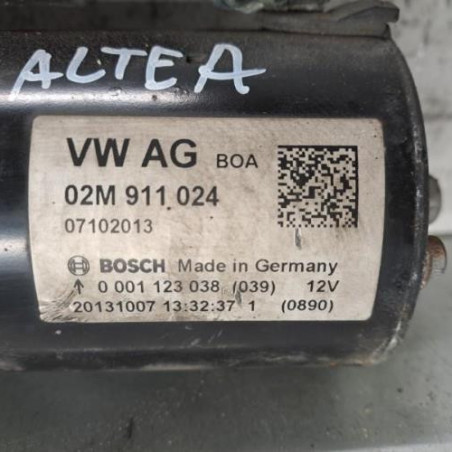 ALTEA
VW AG BOA
02M 911 024
07102013
BOSCH Made in Germany
↑ 0 001 123 038 (039) 12V
20131007 13:32:37 1 (0890)